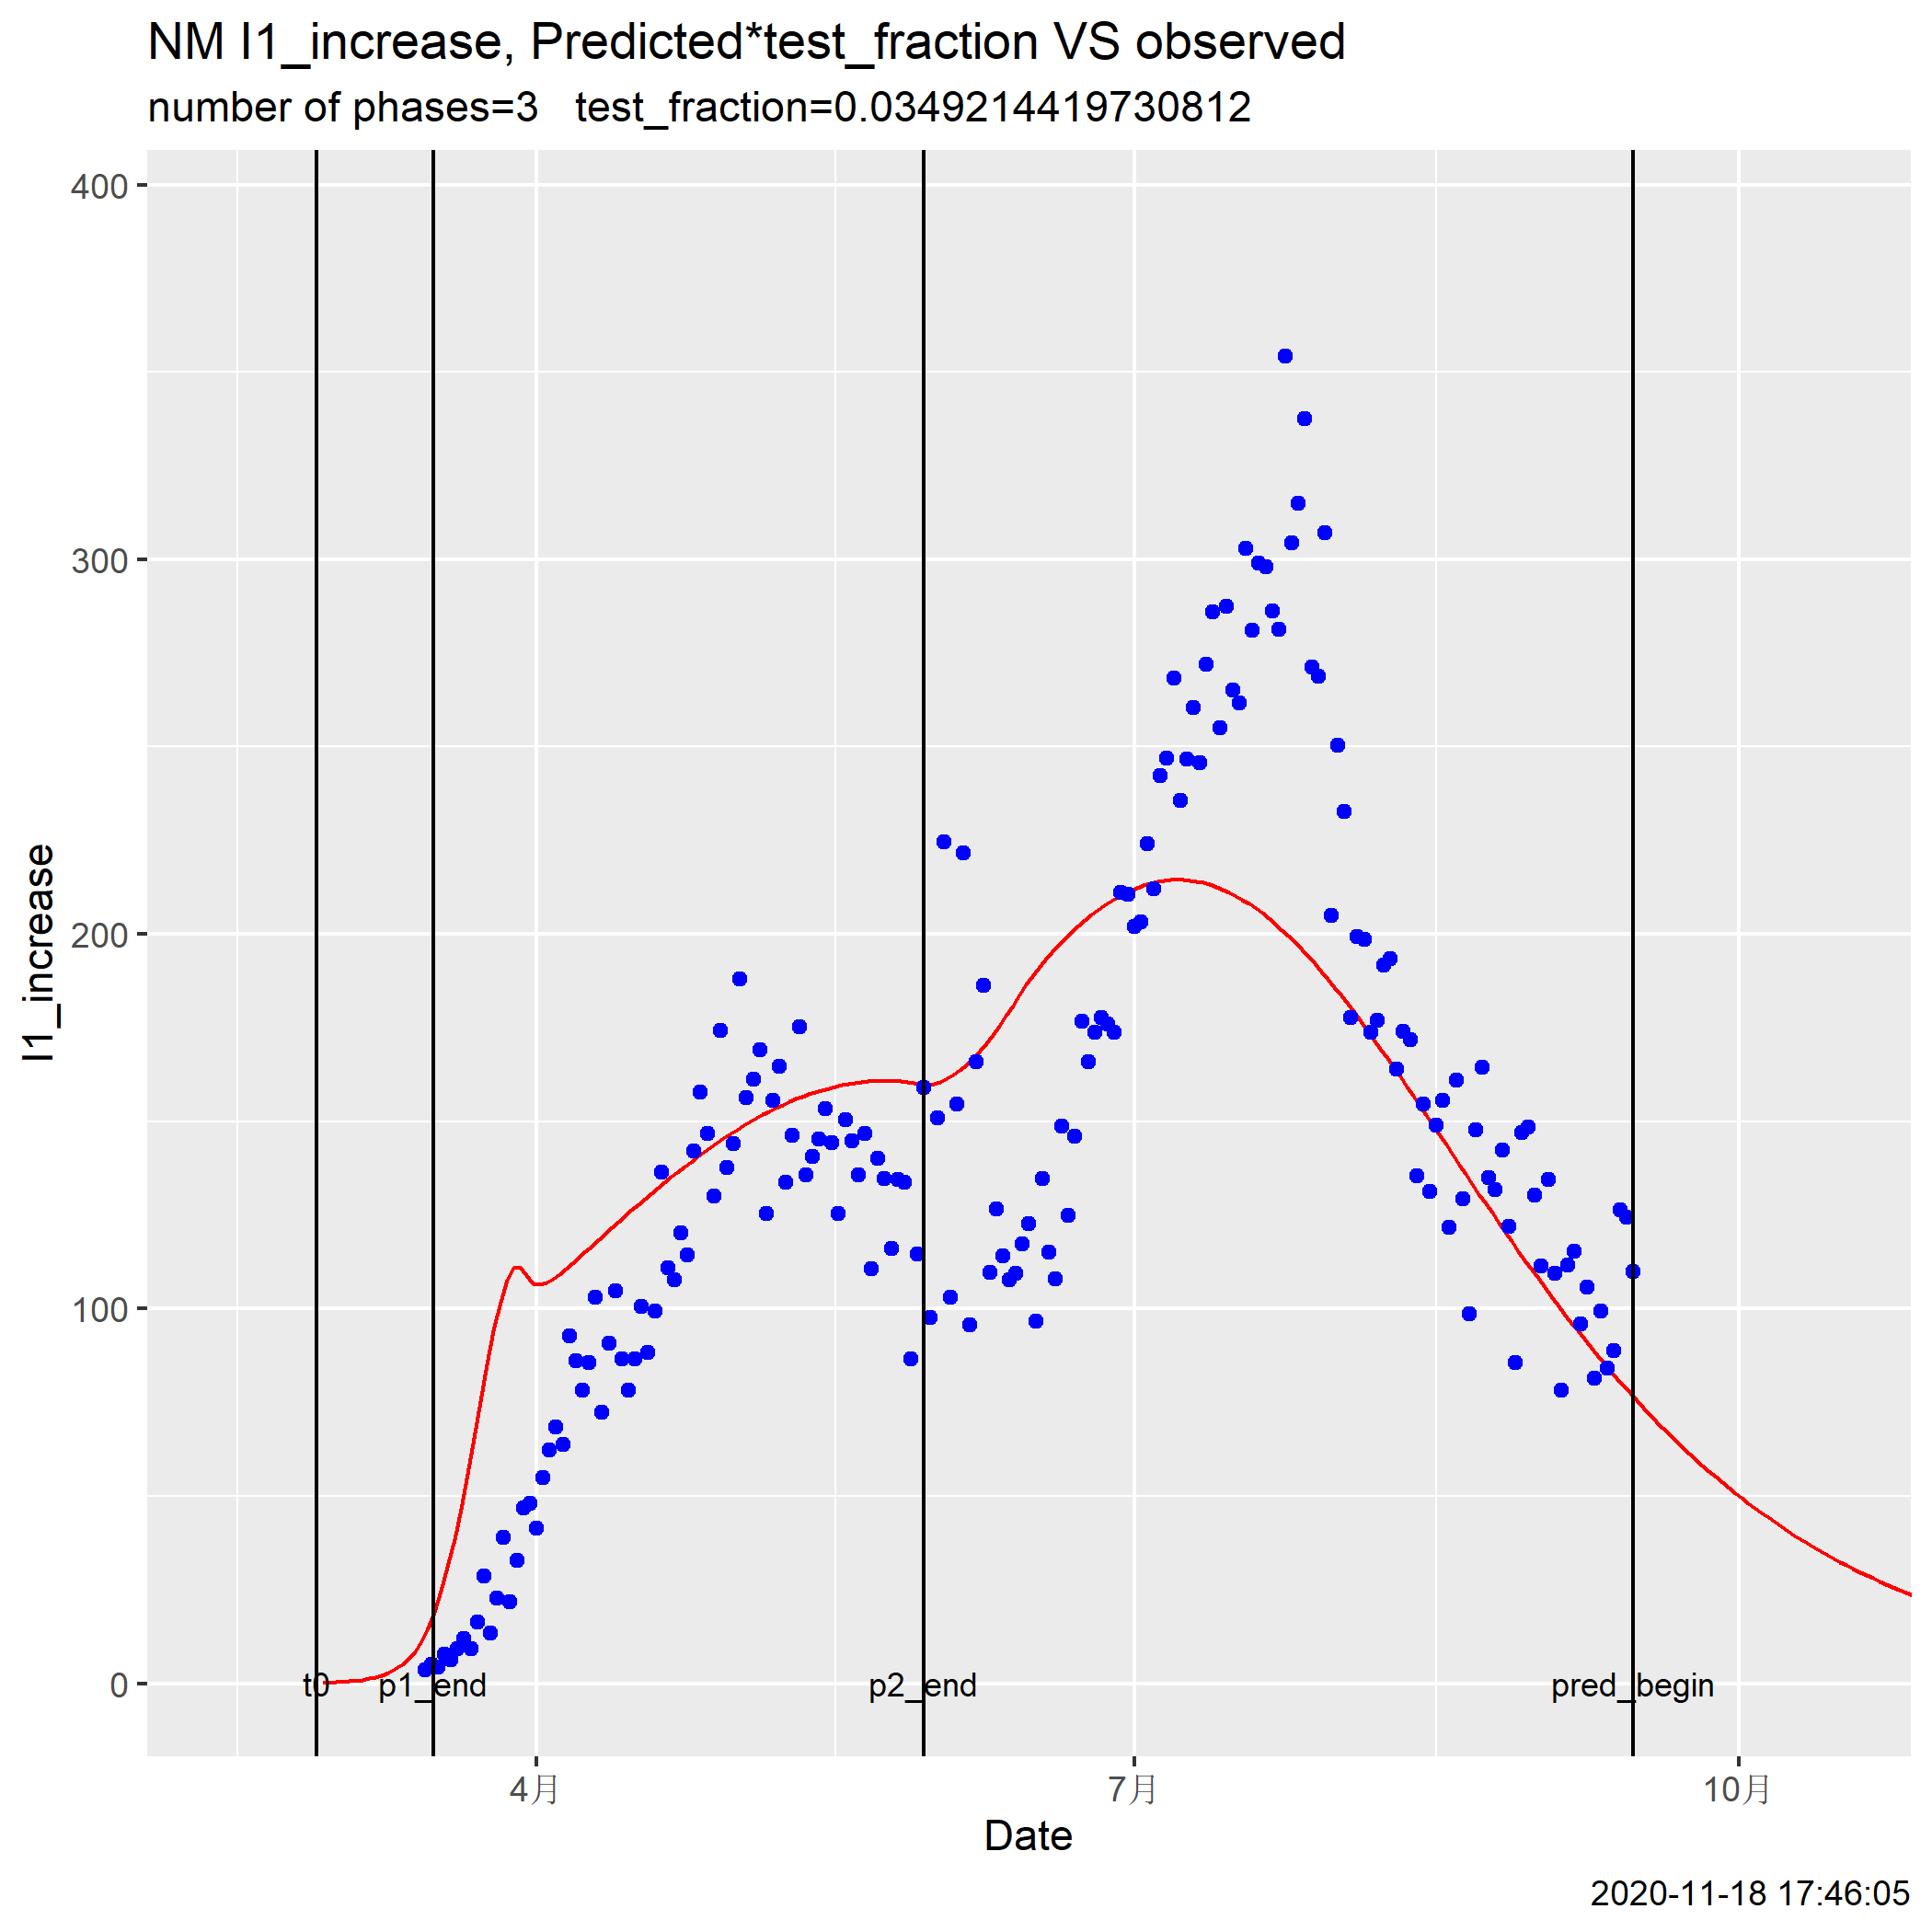 NM I1_increase, Predicted*test_fraction VS observed
number of phases=3   test_fraction=0.0349214419730812
400
300
200
100
0
I1_increase
t0
p1_end
p2_end
pred_begin
4月
7月
10月
Date
2020-11-18 17:46:05